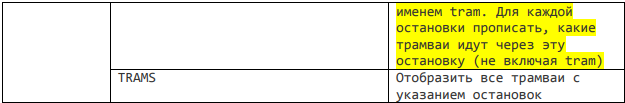 именем tram. Для каждой
остановки прописать, какие
трамваи идут через эту
остановку (не включая tram)
TRAMS
Отобразить все трамваи с
указанием остановок